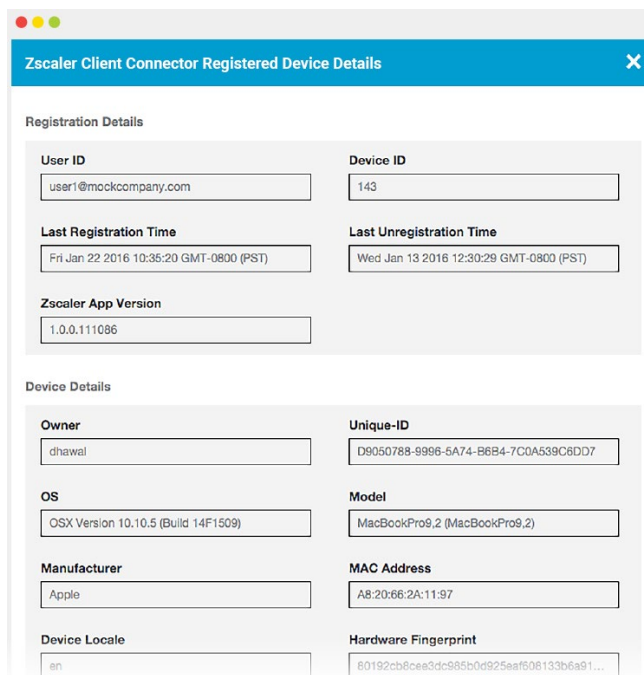 Zscaler Client Connector Registered Device Details
Registration Details
User ID
Device ID
user1@mockcompany.com
143
Last Registration Time
Last Unregistration Time
Fri Jan 22 2016 10:35:20 GMT-0800 (PST)
Wed Jan 13 2016 12:30:29 GMT-0800 (PST)
Zscaler App Version
1.0.0.111086
Device Details
Owner
Unique-ID
dhawal
D9050788-9996-5A74-B6B4-7C0A539C6DD7
OS
Model
OSX Version 10.10.5 (Build 14F1509)
MacBookPro9,2 (MacBookPro9,2)
Manufacturer
MAC Address
Apple
A8:20:66:2A:11:97
Device Locale
Hardware Fingerprint
en
80192cb8cee3dc985b0d925eaf608133b6a91...